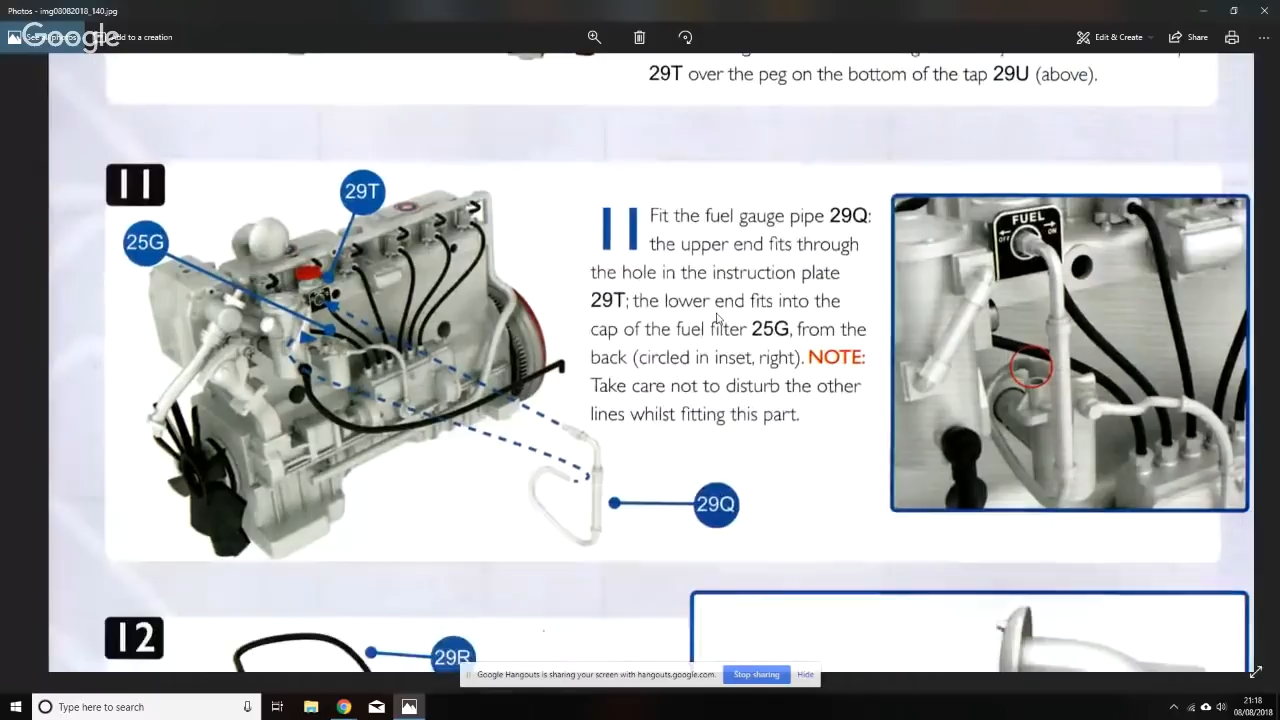 Photos - img08082018_140.jpg
Google
Add to a creation
Edit & Create
Share
29T over the peg on the bottom of the tap 29U (above).
11
29T
25G
11 Fit the fuel gauge pipe 29Q:
the upper end fits through
the hole in the instruction plate
29T; the lower end fits into the
cap of the fuel filter 25G, from the
back (circled in inset, right). NOTE:
Take care not to disturb the other
lines whilst fitting this part.
29Q
FUEL
OFF
ON
12
29R
Google Hangouts is sharing your screen with hangouts.google.com.
Stop sharing
Hide
Type here to search
21:18
08/08/2018